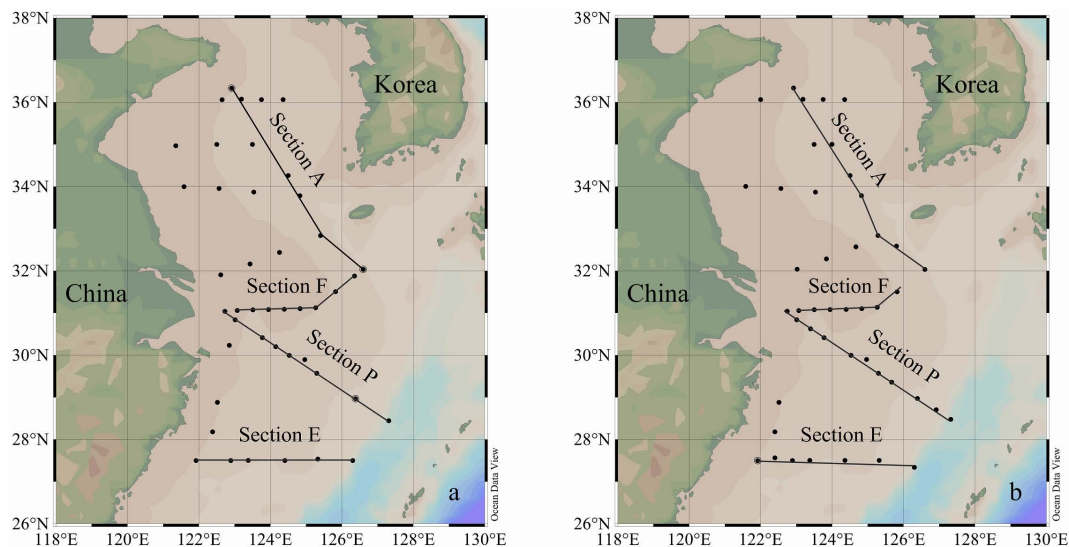 38°N
36°N
34°N
32°N
30°N
28°N
26°N
118°E
120°E
122°E
124°E
126°E
128°E
130°E
Korea
China
Section A
Section F
Section P
Section E
a
Ocean Data View
38°N
36°N
34°N
32°N
30°N
28°N
26°N
118°E
120°E
122°E
124°E
126°E
128°E
130°E
Korea
China
Section A
Section F
Section P
Section E
b
Ocean Data View